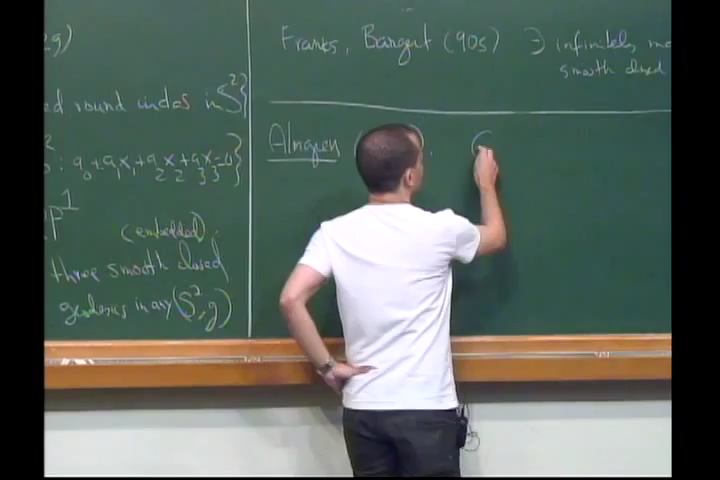 2g)
ed round circles in S²}
2
o : a₀+a₁x₁+a₂x₂+a₃x₃=0}
P¹
(embedded).
three smooth closed
geodesics in any (S², g)
Franks, Bangert (90s) ∃ infinitely
smooth closed
Almgren ( ).